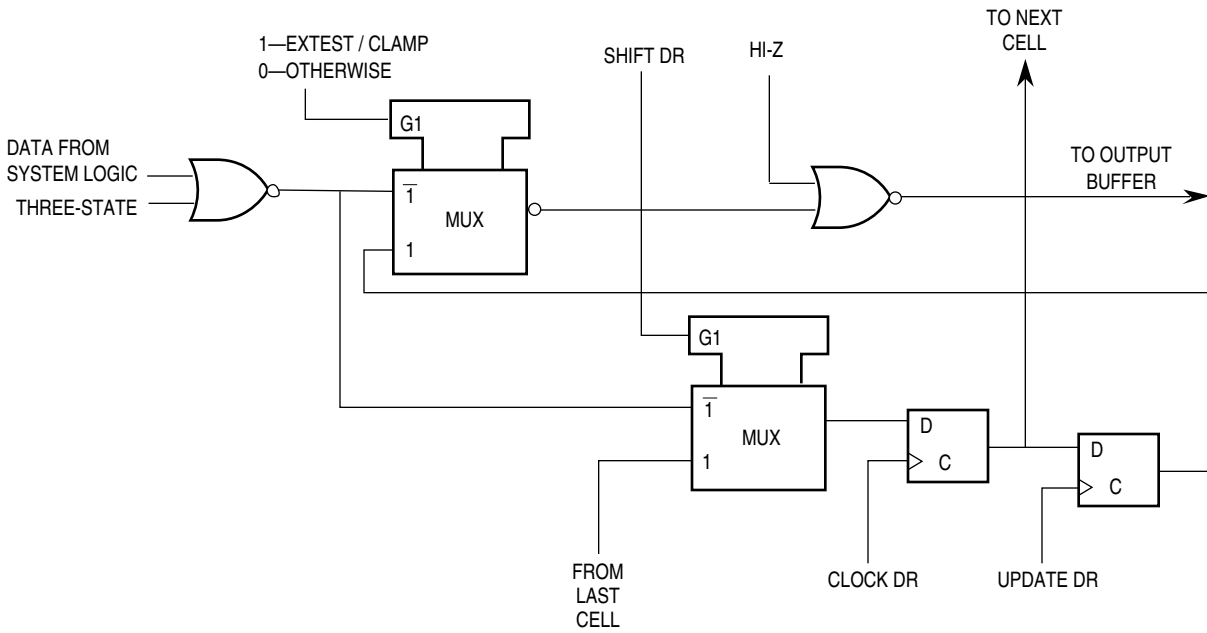 TO NEXT
CELL
1—EXTEST / CLAMP
0—OTHERWISE
SHIFT DR
HI-Z
G1
DATA FROM
SYSTEM LOGIC
THREE-STATE
1
MUX
1
TO OUTPUT
BUFFER
G1
1
MUX
1
D
C
D
C
FROM
LAST
CELL
CLOCK DR
UPDATE DR